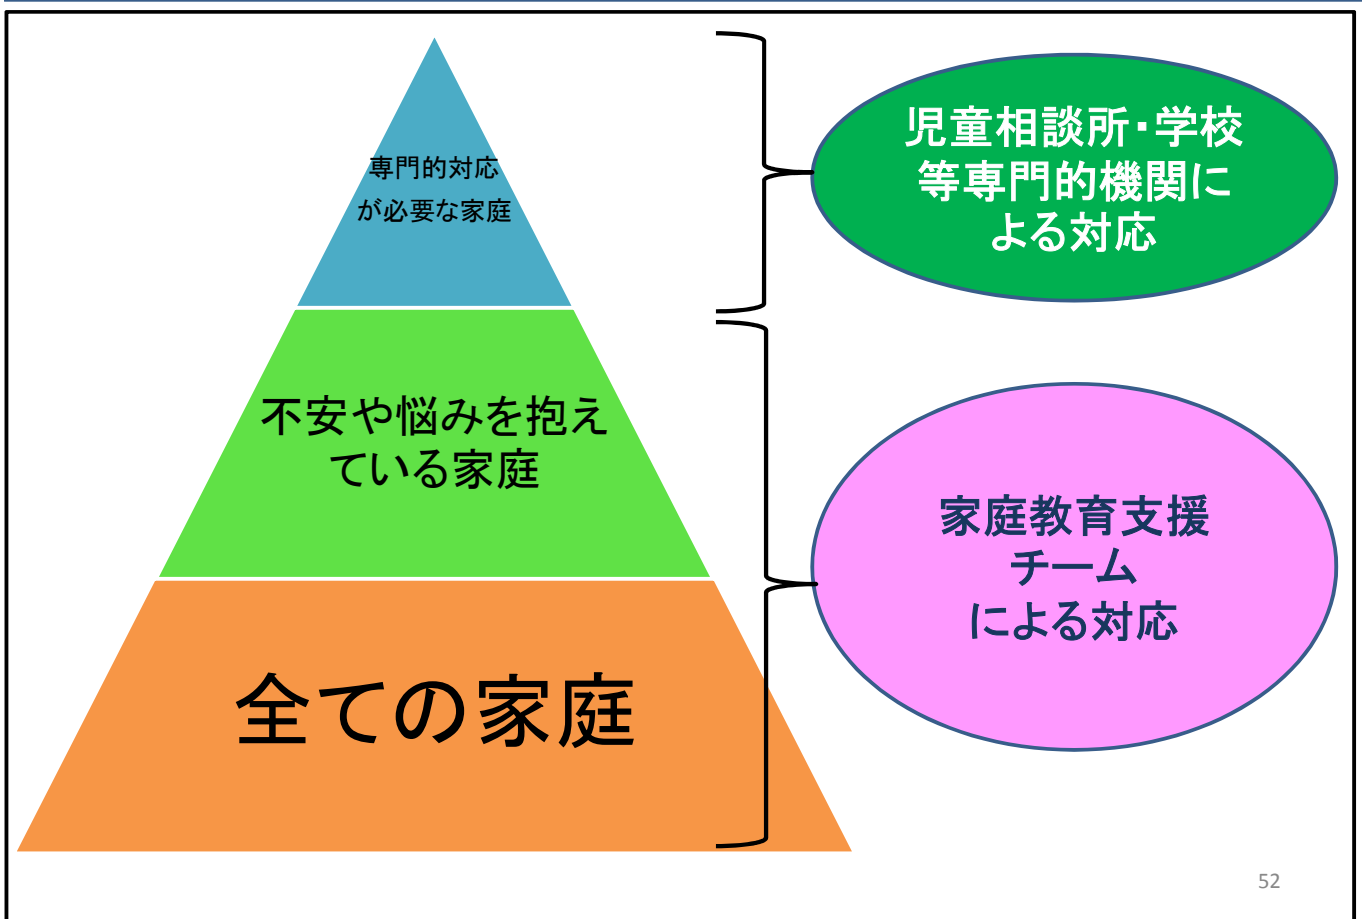 専門的対応
が必要な家庭
児童相談所・学校
等専門的機関に
よる対応
不安や悩みを抱え
ている家庭
家庭教育支援
チーム
による対応
全ての家庭
52